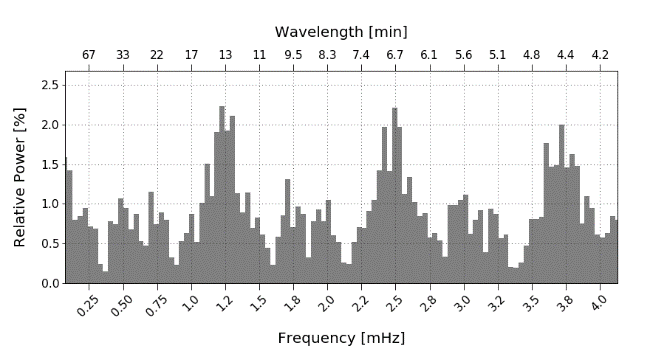 Wavelength [min]
67 33 22 17 13 11 9.5 8.3 7.4 6.7 6.1 5.6 5.1 4.8 4.4 4.2
Relative Power [%]
2.5
2.0
1.5
1.0
0.5
0.0
0.25 0.50 0.75 1.0 1.2 1.5 1.8 2.0 2.2 2.5 2.8 3.0 3.2 3.5 3.8 4.0
Frequency [mHz]